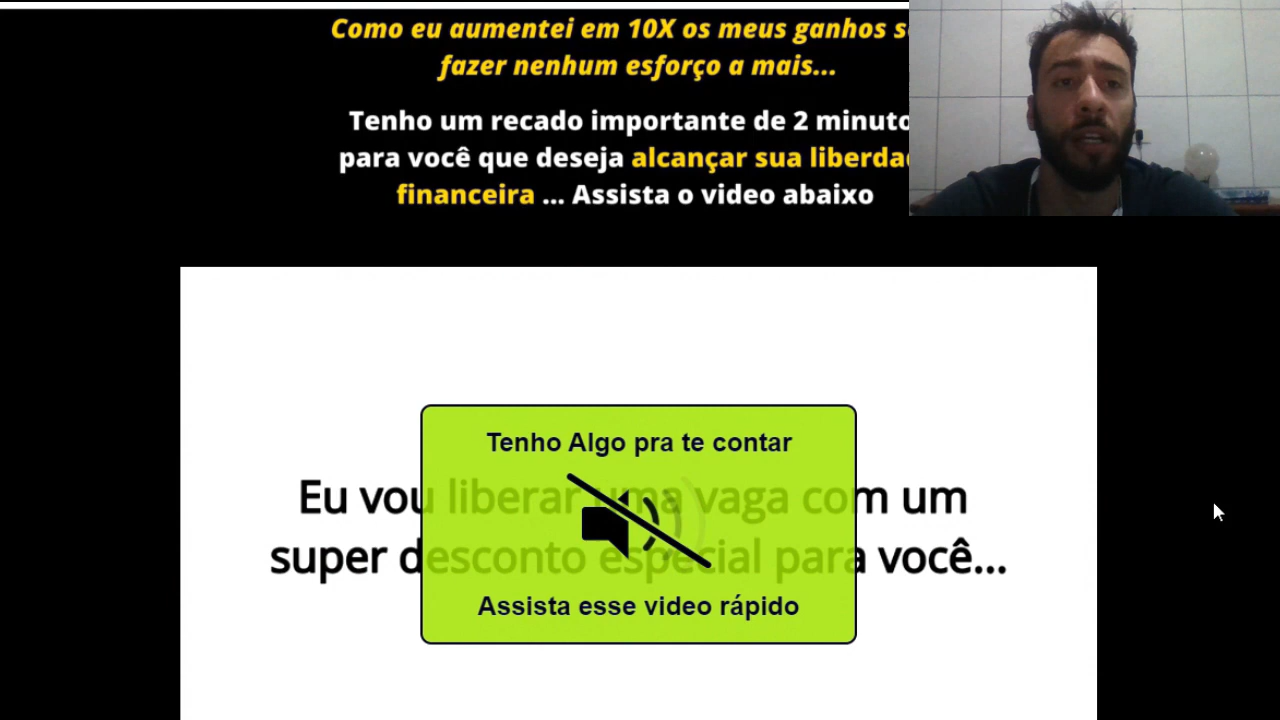 Como eu aumentei em 10X os meus ganhos
fazer nenhum esforço a mais...
Tenho um recado importante de 2
para você que deseja alcançar sua
financeira ... Assista o video abaixo
Tenho Algo pra te contar
Eu vou liberar uma vaga com um
super desconto especial para você...
Assista esse video rápido